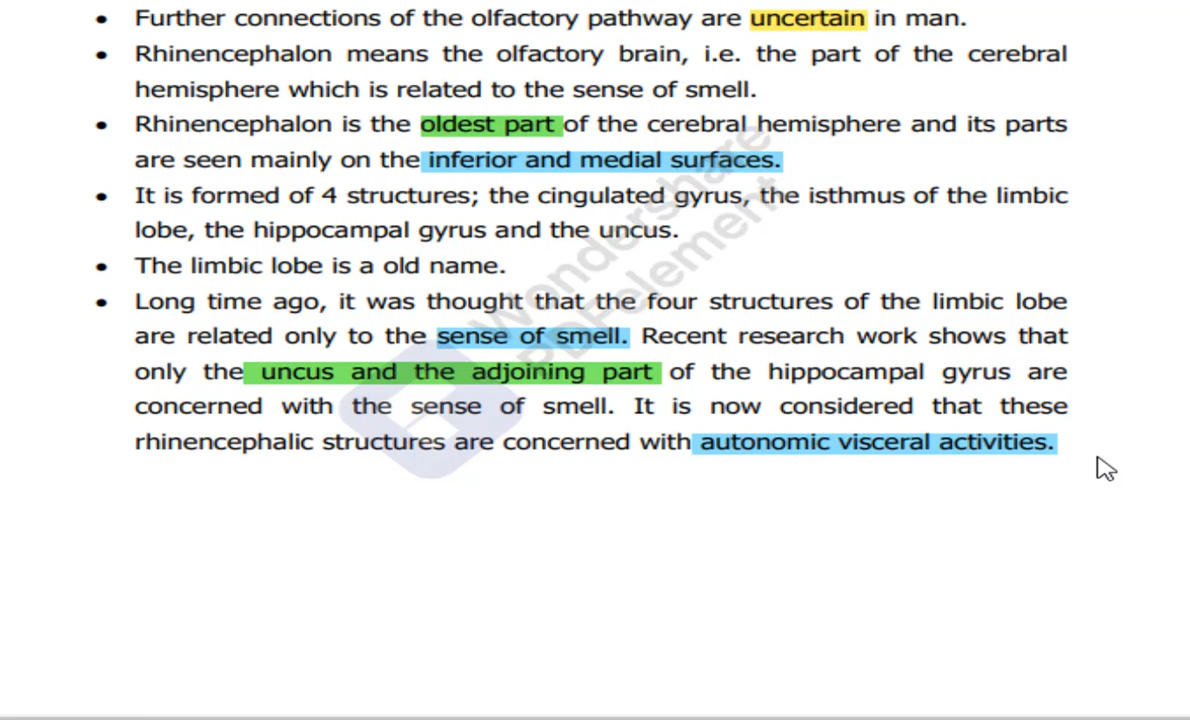 • Further connections of the olfactory pathway are uncertain in man.
• Rhinencephalon means the olfactory brain, i.e. the part of the cerebral
hemisphere which is related to the sense of smell.
• Rhinencephalon is the oldest part of the cerebral hemisphere and its parts
are seen mainly on the inferior and medial surfaces.
• It is formed of 4 structures; the cingulated gyrus, the isthmus of the limbic
lobe, the hippocampal gyrus and the uncus.
• The limbic lobe is a old name.
• Long time ago, it was thought that the four structures of the limbic lobe
are related only to the sense of smell. Recent research work shows that
only the uncus and the adjoining part of the hippocampal gyrus are
concerned with the sense of smell. It is now considered that these
rhinencephalic structures are concerned with autonomic visceral activities.
Wondershare
PDFelement